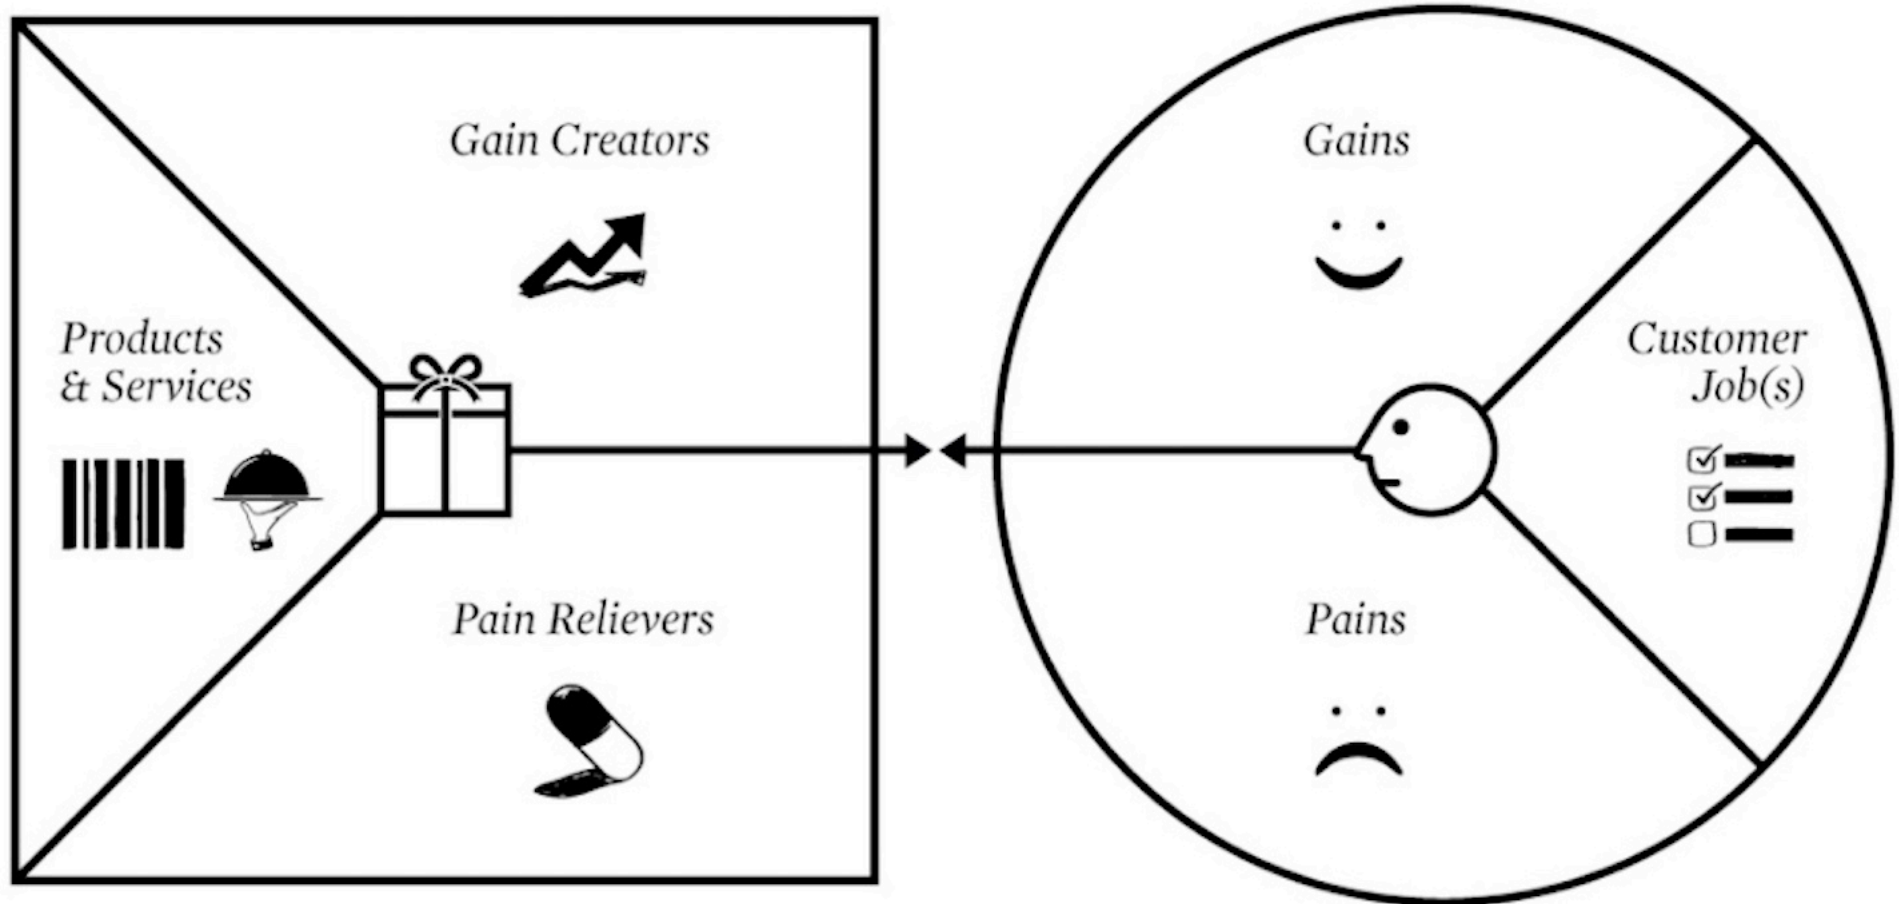 Gain Creators
Gains
Products
& Services
Customer
Job(s)
Pain Relievers
Pains